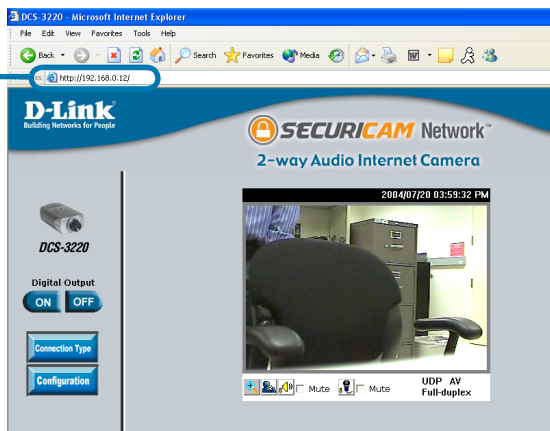 DCS-3220 - Microsoft Internet Explorer
File Edit View Favorites Tools Help
Back Search Favorites Media
ss http://192.168.0.12/
D-Link®
Building Networks for People
SECURICAM Network™
2-way Audio Internet Camera
2004/07/20 03:59:32 PM
DCS-3220
Digital Output
ON OFF
Connection Type
Configuration
Mute Mute
UDP AV
Full-duplex